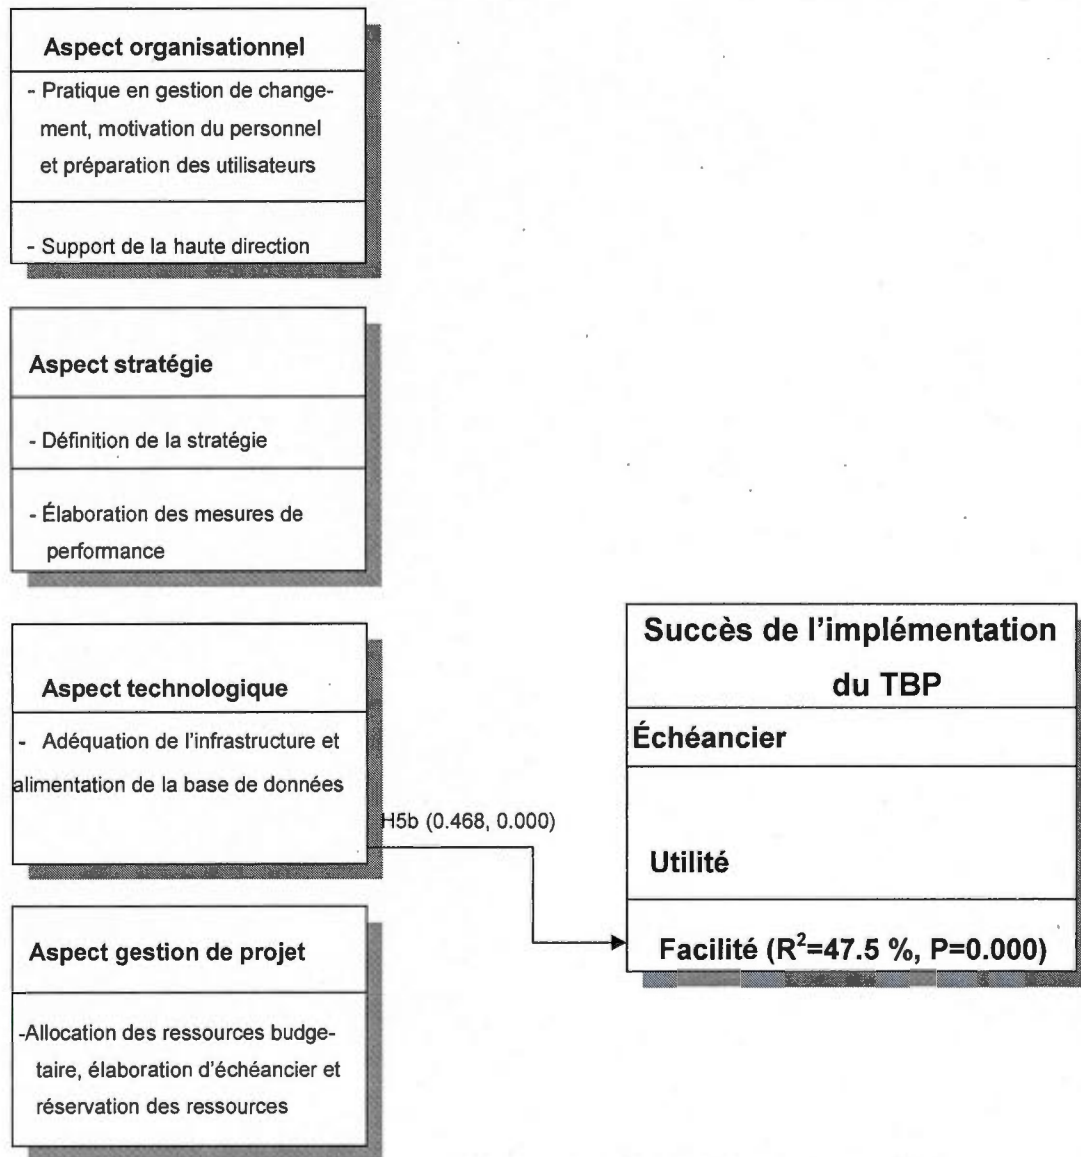 Aspect organisationnel
- Pratique en gestion de change-
ment, motivation du personnel
et préparation des utilisateurs
- Support de la haute direction
Aspect stratégie
- Définition de la stratégie
- Élaboration des mesures de
performance
Aspect technologique
- Adéquation de l'infrastructure et
alimentation de la base de données
H5b (0.468, 0.000)
Aspect gestion de projet
-Allocation des ressources budge-
taire, élaboration d'échéancier et
réservation des ressources
Succès de l'implémentation
du TBP
Échéancier
Utilité
Facilité (R²=47.5 %, P=0.000)